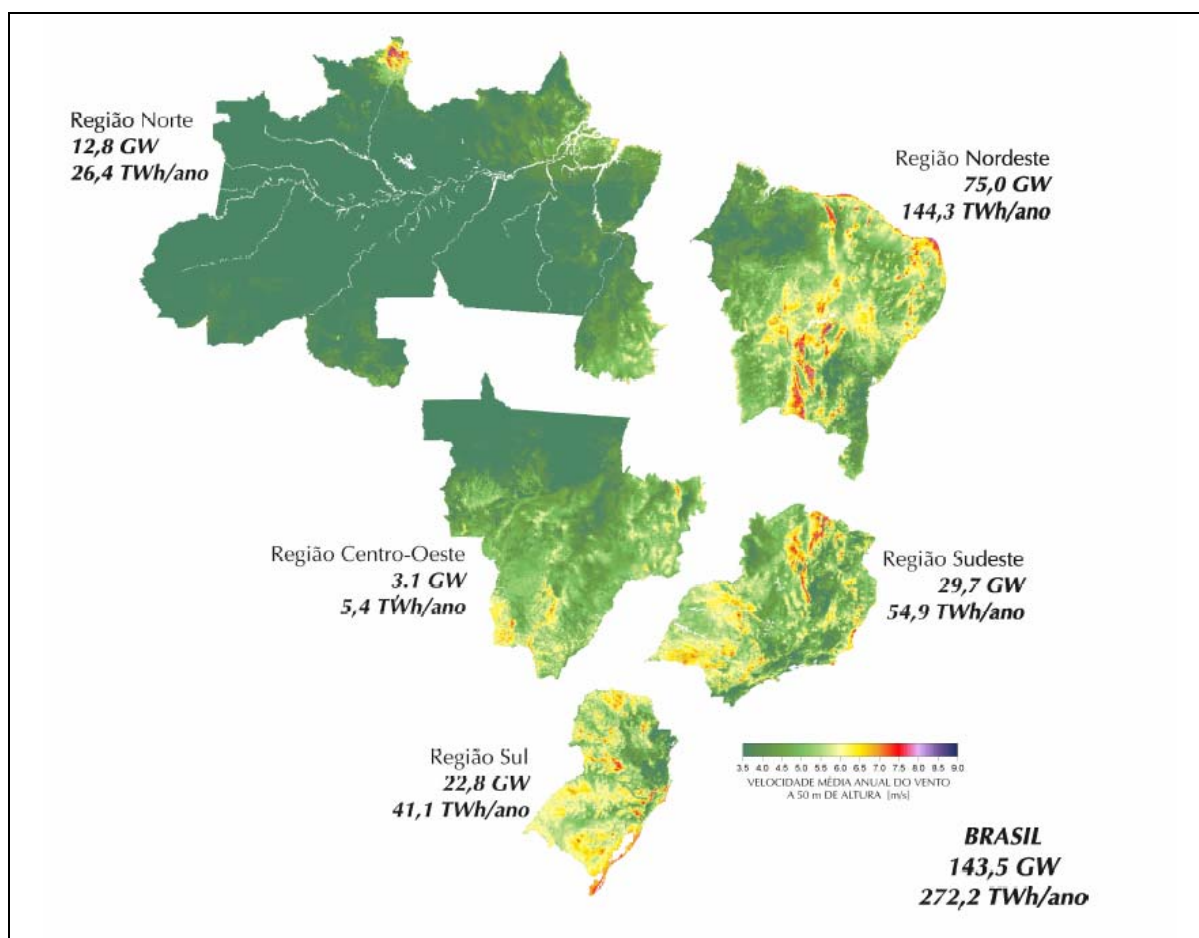 Região Norte
12,8 GW
26,4 TWh/ano
Região Nordeste
75,0 GW
144,3 TWh/ano
Região Centro-Oeste
3.1 GW
5,4 TWh/ano
Região Sudeste
29,7 GW
54,9 TWh/ano
Região Sul
22,8 GW
41,1 TWh/ano
3.5 4.0 4.5 5.0 5.5 6.0 6.5 7.0 7.5 8.0 8.5 9.0
VELOCIDADE MÉDIA ANUAL DO VENTO
A 50 m DE ALTURA [m/s]
BRASIL
143,5 GW
272,2 TWh/ano